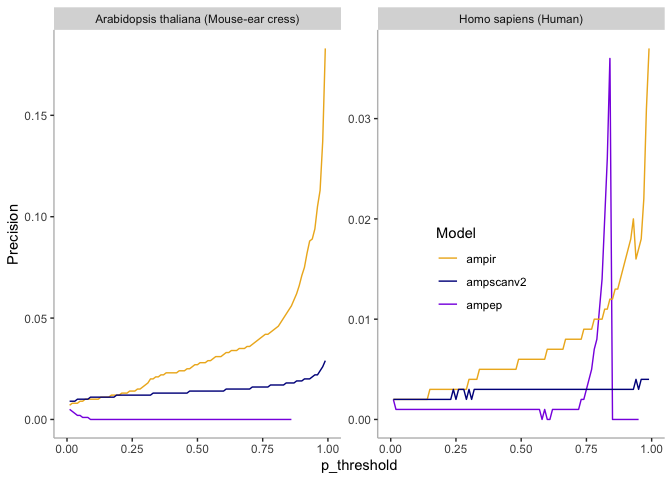 Arabidopsis thaliana (Mouse-ear cress)
Homo sapiens (Human)
Precision
0.15
0.10
0.05
0.00
0.03
0.02
0.01
0.00
Model
ampir
ampscanv2
ampep
0.00 0.25 0.50 0.75 1.00
0.00 0.25 0.50 0.75 1.00
p_threshold